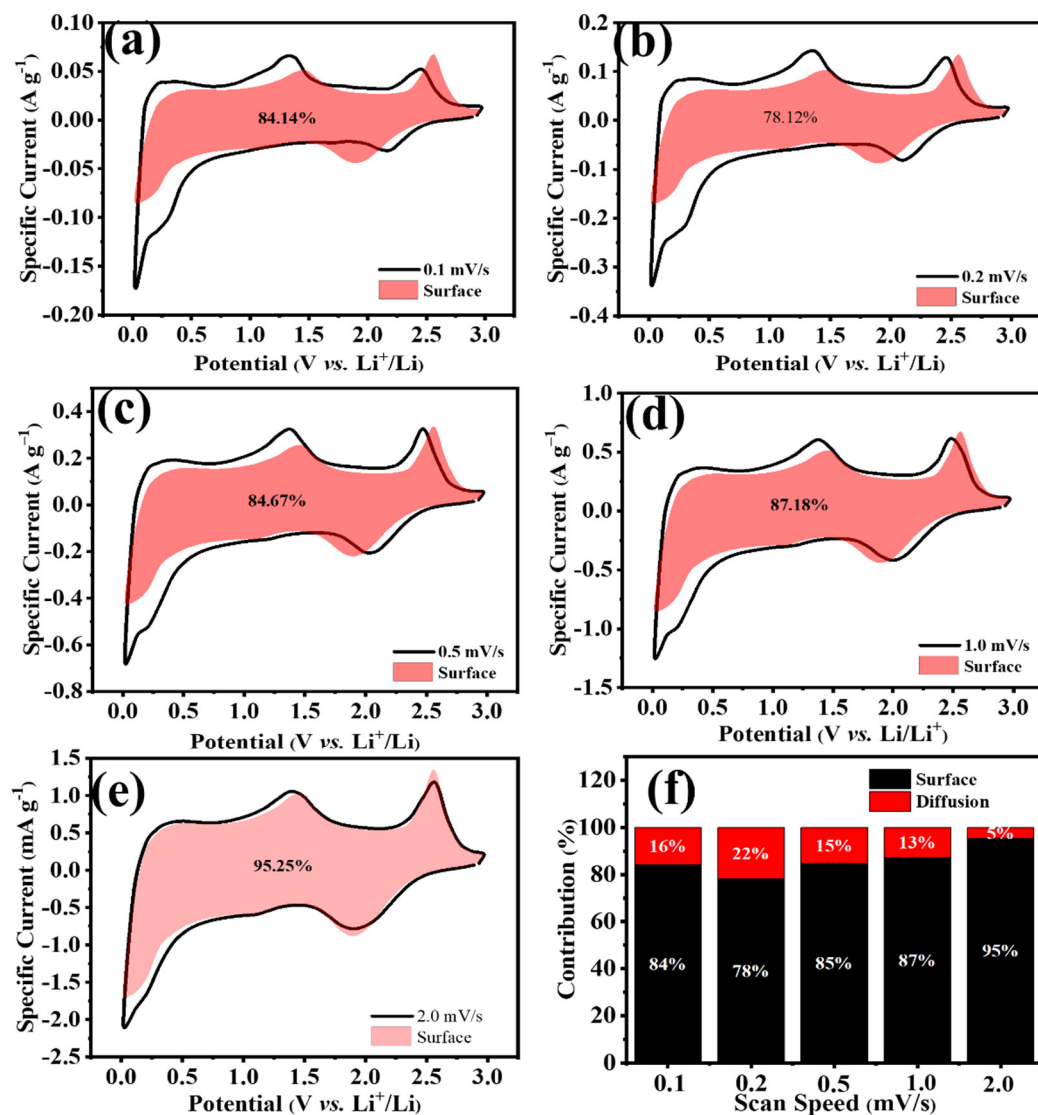 (a)
Specific Current (A g⁻¹)
0.10
0.05
0.00
-0.05
-0.10
-0.15
-0.20
84.14%
0.1 mV/s
Surface
0.0 0.5 1.0 1.5 2.0 2.5 3.0
Potential (V vs. Li⁺/Li)
(b)
Specific Current (A g⁻¹)
0.2
0.1
0.0
-0.1
-0.2
-0.3
-0.4
78.12%
0.2 mV/s
Surface
0.0 0.5 1.0 1.5 2.0 2.5 3.0
Potential (V vs. Li⁺/Li)
(c)
Specific Current (A g⁻¹)
0.4
0.2
0.0
-0.2
-0.4
-0.6
-0.8
84.67%
0.5 mV/s
Surface
0.0 0.5 1.0 1.5 2.0 2.5 3.0
Potential (V vs. Li⁺/Li)
(d)
Specific Current (A g⁻¹)
1.0
0.5
0.0
-0.5
-1.0
-1.5
87.18%
1.0 mV/s
Surface
0.0 0.5 1.0 1.5 2.0 2.5 3.0
Potential (V vs. Li/Li⁺)
(e)
Specific Current (mA g⁻¹)
1.5
1.0
0.5
0.0
-0.5
-1.0
-1.5
-2.0
-2.5
95.25%
2.0 mV/s
Surface
0.0 0.5 1.0 1.5 2.0 2.5 3.0
Potential (V vs. Li⁺/Li)
(f)
Contribution (%)
120
100
80
60
40
20
0
Surface
Diffusion
16% 22% 15% 13% 5%
84% 78% 85% 87% 95%
0.1 0.2 0.5 1.0 2.0
Scan Speed (mV/s)